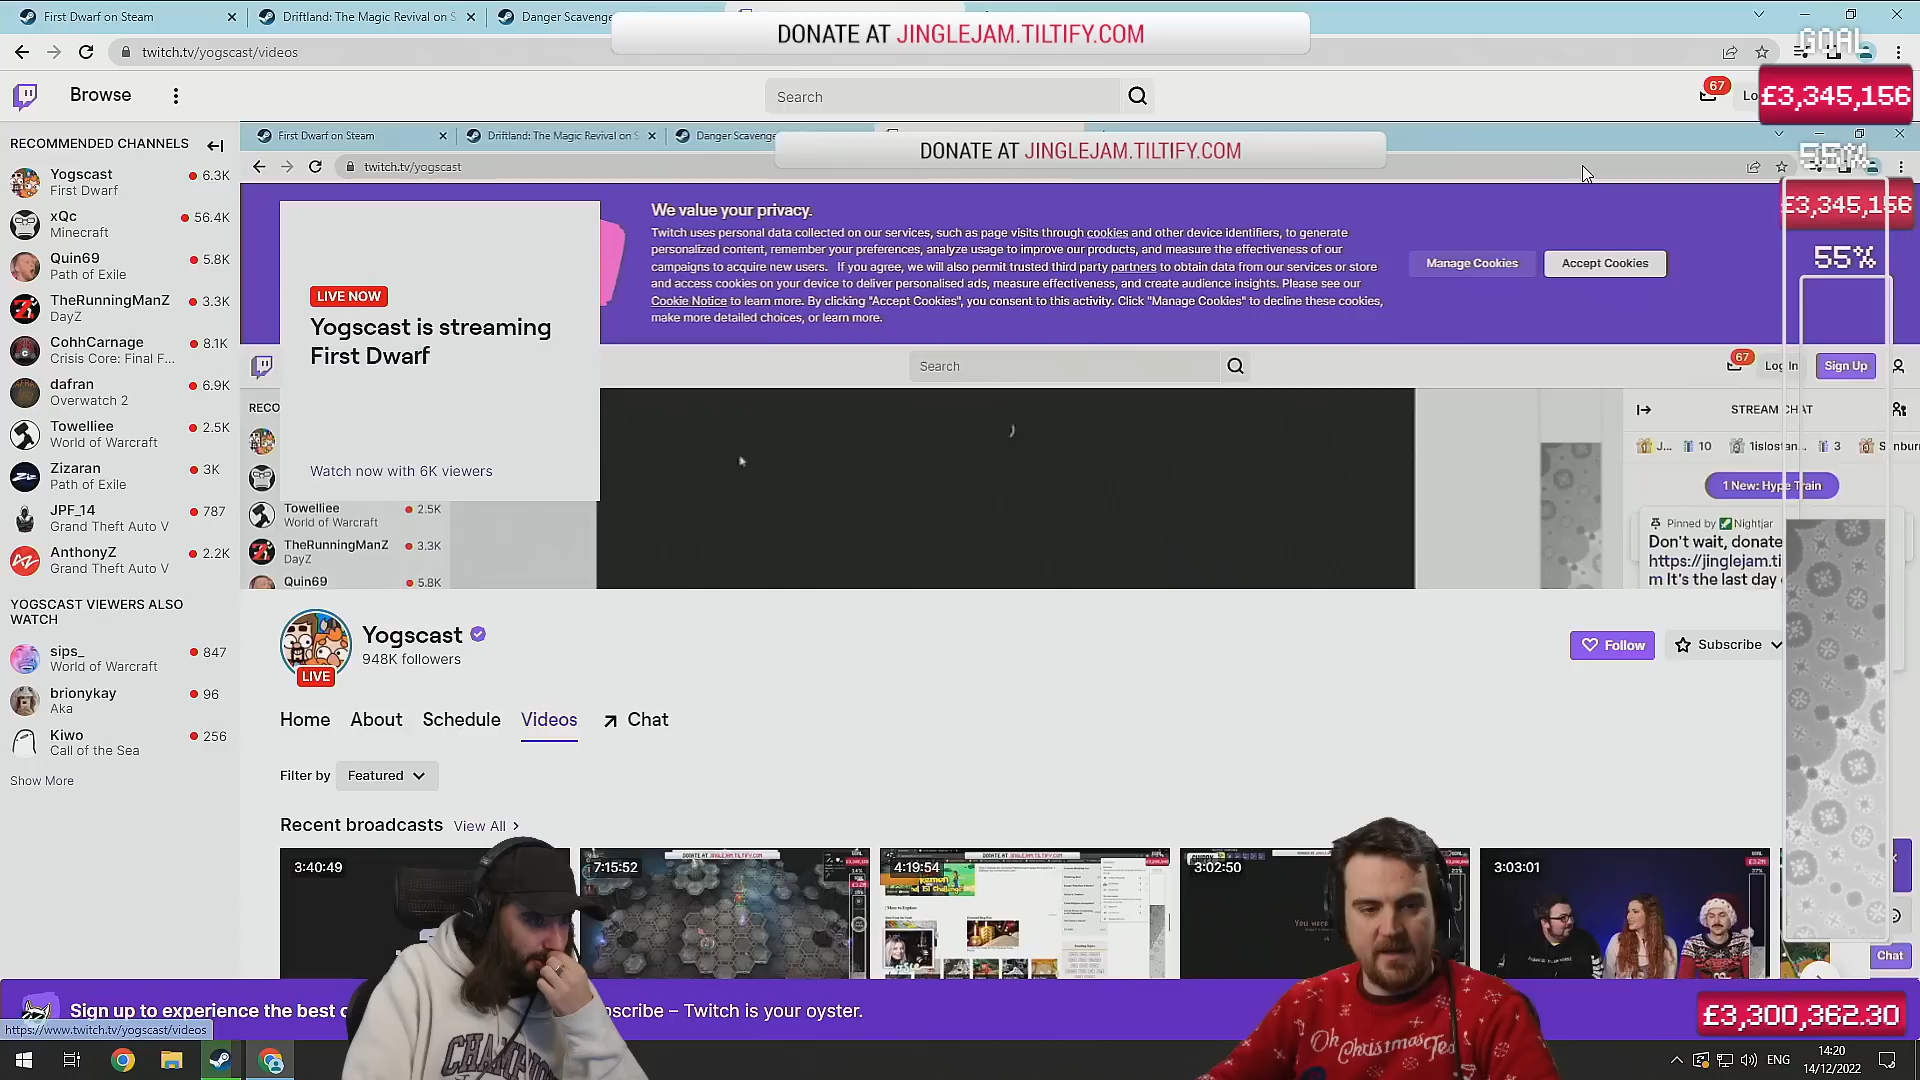 First Dwarf on Steam
Driftland: The Magic Revival on S
Danger Scavenge
DONATE AT JINGLEJAM.TILTIFY.COM
twitch.tv/yogscast/videos
GOAL
Browse
Search
67
Lo
£3,345,156
RECOMMENDED CHANNELS
Yogscast
First Dwarf
6.3K
xQc
Minecraft
56.4K
Quin69
Path of Exile
5.8K
TheRunningManZ
DayZ
3.3K
CohhCarnage
Crisis Core: Final F...
8.1K
dafran
Overwatch 2
6.9K
Towelliee
World of Warcraft
2.5K
Zizaran
Path of Exile
3K
JPF_14
Grand Theft Auto V
787
AnthonyZ
Grand Theft Auto V
2.2K
YOGSCAST VIEWERS ALSO
WATCH
sips_
World of Warcraft
847
brionykay
Aka
96
Kiwo
Call of the Sea
256
Show More
First Dwarf on Steam
Driftland: The Magic Revival on S
Danger Scavenge
DONATE AT JINGLEJAM.TILTIFY.COM
twitch.tv/yogscast
55%
£3,345,156
55%
We value your privacy.
Twitch uses personal data collected on our services, such as page visits through cookies and other device identifiers, to generate
personalized content, remember your preferences, analyze usage to improve our products, and measure the effectiveness of our
campaigns to acquire new users. If you agree, we will also permit trusted third party partners to obtain data from our services or store
and access cookies on your device to deliver personalised ads, measure effectiveness, and create audience insights. Please see our
Cookie Notice to learn more. By clicking "Accept Cookies", you consent to this activity. Click "Manage Cookies" to decline these cookies,
make more detailed choices, or learn more.
Manage Cookies
Accept Cookies
LIVE NOW
Yogscast is streaming
First Dwarf
Watch now with 6K viewers
Search
67
Log In
Sign Up
RECO
Towelliee
World of Warcraft
2.5K
TheRunningManZ
DayZ
3.3K
Quin69
5.8K
STREAM CHAT
J...
10
1islostan...
3
Sunbur
1 New: Hype Train
Pinned by Nightjar
Don't wait, donate
https://jinglejam.ti
m It's the last day
Yogscast
948K followers
LIVE
Follow
Subscribe
Home
About
Schedule
Videos
Chat
Filter by
Featured
Recent broadcasts
View All
3:40:49
7:15:52
4:19:54
3:02:50
3:03:01
DONATE AT JINGLEJAM.TILTIFY.COM
You were
Chat
Sign up to experience the best
bscribe – Twitch is your oyster.
£3,300,362.30
https://www.twitch.tv/yogscast/videos
CHAMP
Oh
Christmas
ENG
14:20
14/12/2022